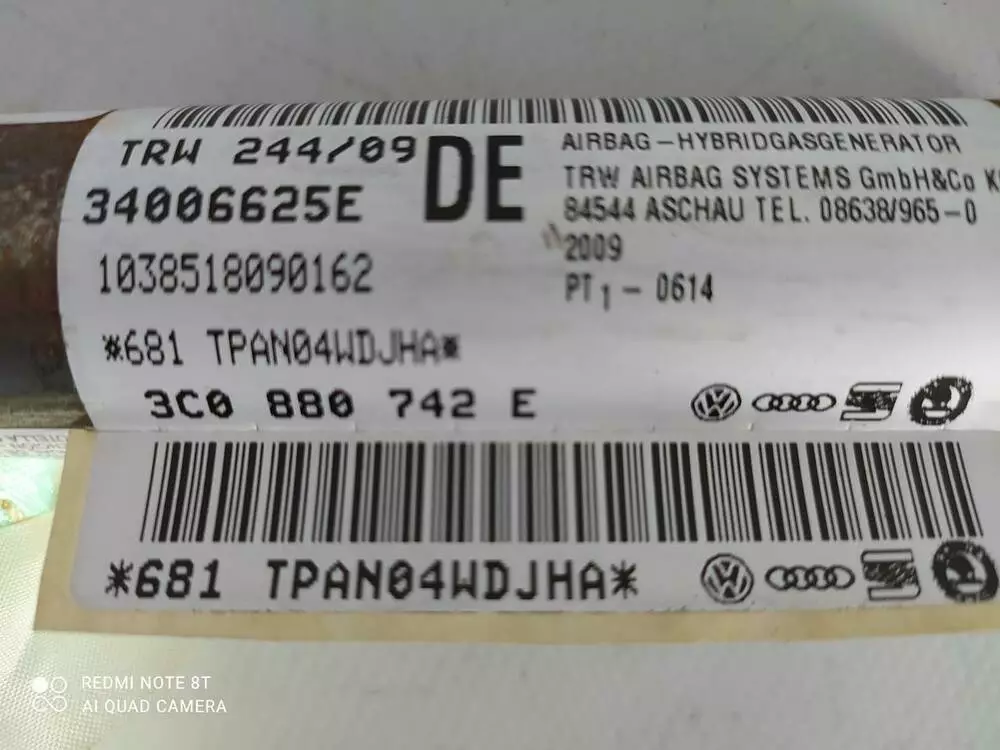 TRW 244/09
34006625E
DE
1038518090162
*681 TPAN04WDJHA*
3C0 880 742 E
AIRBAG-HYBRIDGASGENERATOR
TRW AIRBAG SYSTEMS GmbH&Co
84544 ASCHAU TEL. 08638/965-0
2009
PT1 - 0614
*681 TPAN04WDJHA*
REDMI NOTE 8T
AI QUAD CAMERA